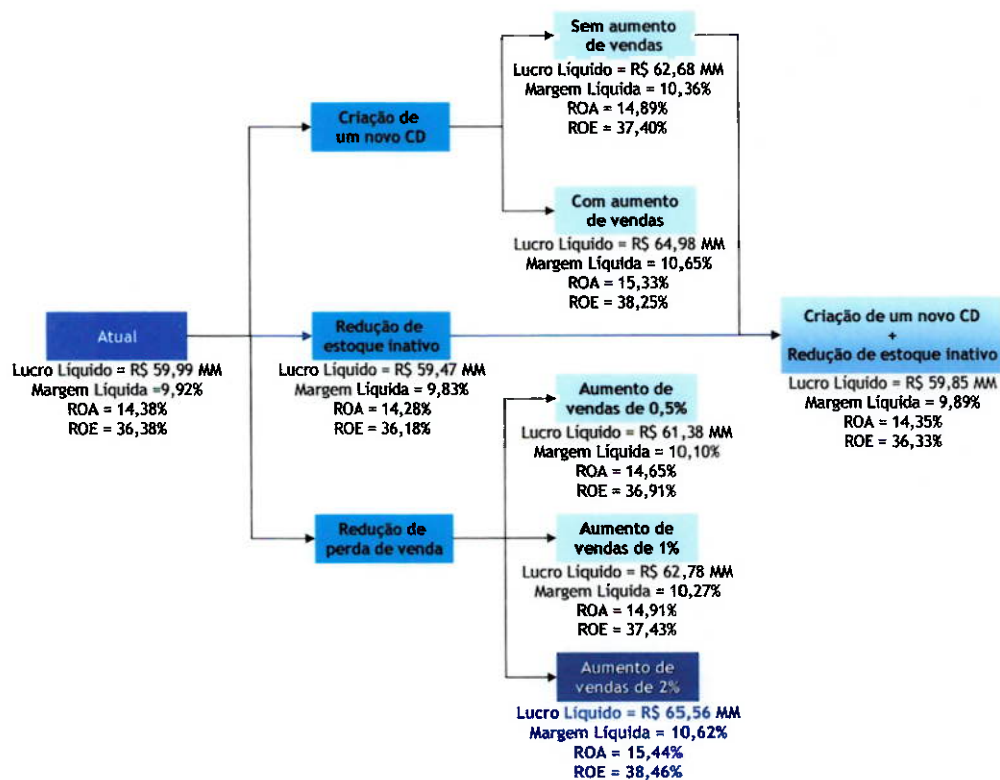 Atual
Lucro Líquido = R$ 59,99 MM
Margem Líquida =9,92%
ROA = 14,38%
ROE = 36,38%
Criação de
um novo CD
Sem aumento
de vendas
Lucro Líquido = R$ 62,68 MM
Margem Líquida = 10,36%
ROA = 14,89%
ROE = 37,40%
Com aumento
de vendas
Lucro Líquido = R$ 64,98 MM
Margem Líquida = 10,65%
ROA = 15,33%
ROE = 38,25%
Redução de
estoque inativo
Lucro Líquido = R$ 59,47 MM
Margem Líquida = 9,83%
ROA = 14,28%
ROE = 36,18%
Criação de um novo CD
+
Redução de estoque inativo
Lucro Líquido = R$ 59,85 MM
Margem Líquida = 9,89%
ROA = 14,35%
ROE = 36,33%
Redução de
perda de venda
Aumento de
vendas de 0,5%
Lucro Líquido = R$ 61,38 MM
Margem Líquida = 10,10%
ROA = 14,65%
ROE = 36,91%
Aumento de
vendas de 1%
Lucro Líquido = R$ 62,78 MM
Margem Líquida = 10,27%
ROA = 14,91%
ROE = 37,43%
Aumento de
vendas de 2%
Lucro Líquido = R$ 65,56 MM
Margem Líquida = 10,62%
ROA = 15,44%
ROE = 38,46%